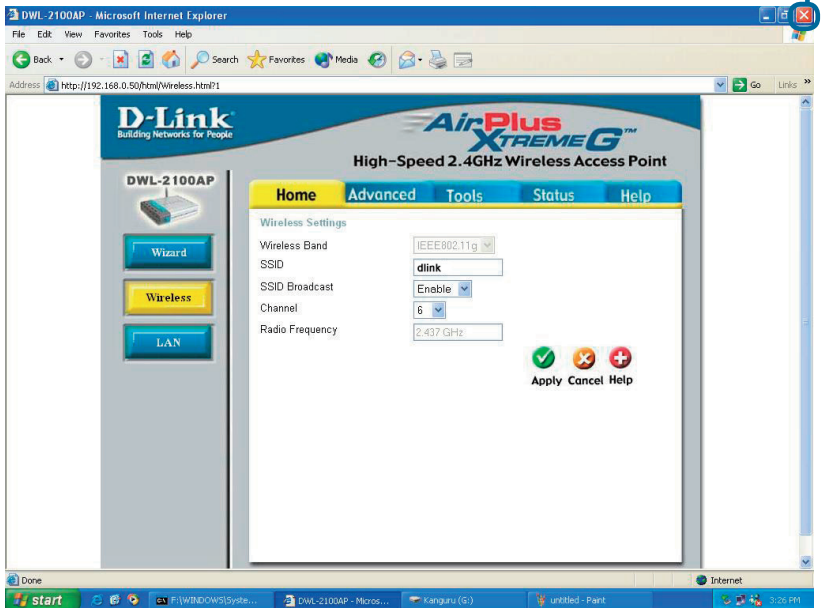 DWL-2100AP - Microsoft Internet Explorer
File Edit View Favorites Tools Help
Back Search Favorites Media
Address http://192.168.0.50/html/Wireless.html?1 Go Links »
D-Link
Building Networks for People
AirPlus
XTREME G™
High-Speed 2.4GHz Wireless Access Point
DWL-2100AP
Home Advanced Tools Status Help
Wizard
Wireless
LAN
Wireless Settings
Wireless Band IEEE802.11g
SSID dlink
SSID Broadcast Enable
Channel 6
Radio Frequency 2.437 GHz
Apply Cancel Help
Done Internet
start F:\WINDOWS\Syste... DWL-2100AP - Micros... Kanguru (G:) untitled - Paint 3:26 PM